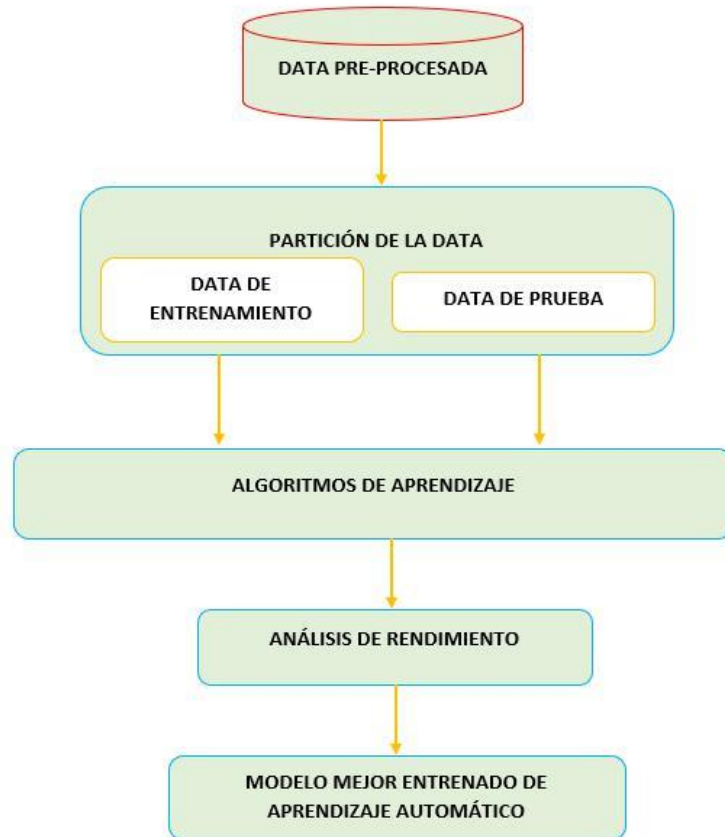 DATA PRE-PROCESADA
PARTICIÓN DE LA DATA
DATA DE
ENTRENAMIENTO
DATA DE PRUEBA
ALGORITMOS DE APRENDIZAJE
ANÁLISIS DE RENDIMIENTO
MODELO MEJOR ENTRENADO DE
APRENDIZAJE AUTOMÁTICO